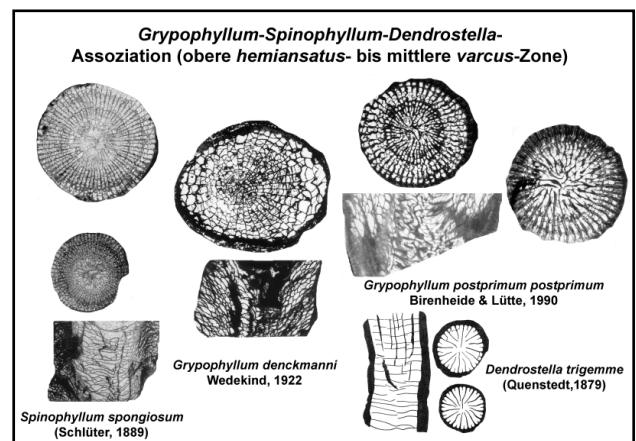 Grypophyllum-Spinophyllum-Dendrostella-
Assoziation (obere hemiansatus- bis mittlere varcus-Zone)
Grypophyllum postprimum postprimum
Birenheide & Lütte, 1990
Grypophyllum denckmanni
Wedekind, 1922
Dendrostella trigemme
(Quenstedt,1879)
Spinophyllum spongiosum
(Schlüter, 1889)